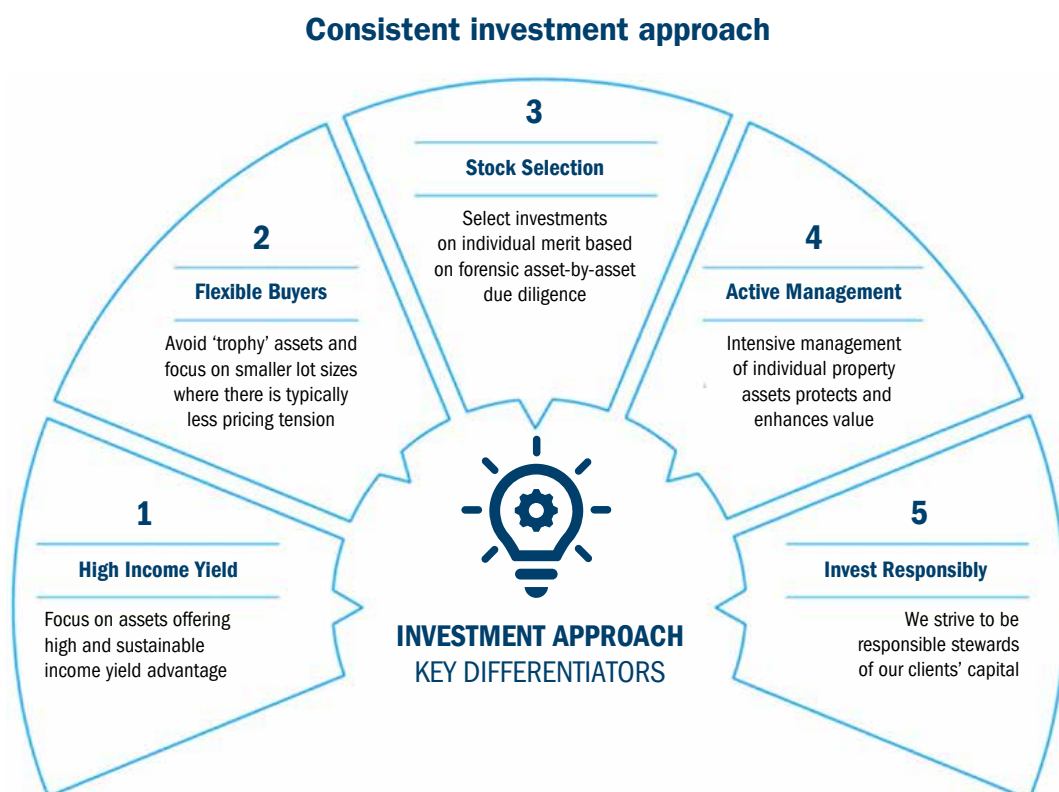 Consistent investment approach
1
High Income Yield
Focus on assets offering
high and sustainable
income yield advantage
2
Flexible Buyers
Avoid ‘trophy’ assets and
focus on smaller lot sizes
where there is typically
less pricing tension
3
Stock Selection
Select investments
on individual merit based
on forensic asset-by-asset
due diligence
4
Active Management
Intensive management
of individual property
assets protects and
enhances value
5
Invest Responsibly
We strive to be
responsible stewards
of our clients’ capital
INVESTMENT APPROACH
KEY DIFFERENTIATORS